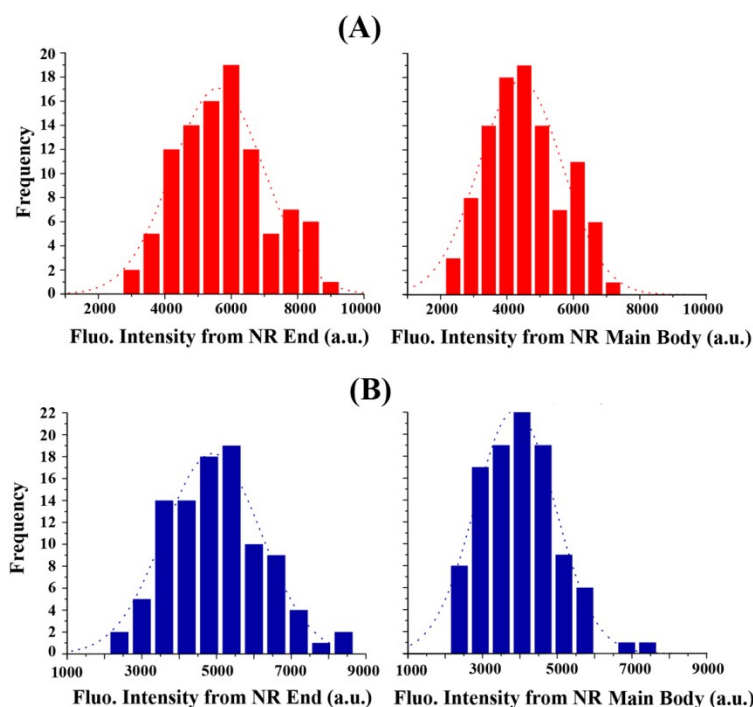 (A)
20
18
16
14
12
10
8
6
4
2
0
Frequency
2000 4000 6000 8000 10000
2000 4000 6000 8000 10000
Fluo. Intensity from NR End (a.u.)
Fluo. Intensity from NR Main Body (a.u.)
(B)
22
20
18
16
14
12
10
8
6
4
2
0
Frequency
1000 3000 5000 7000 9000
1000 3000 5000 7000 9000
Fluo. Intensity from NR End (a.u.)
Fluo. Intensity from NR Main Body (a.u.)